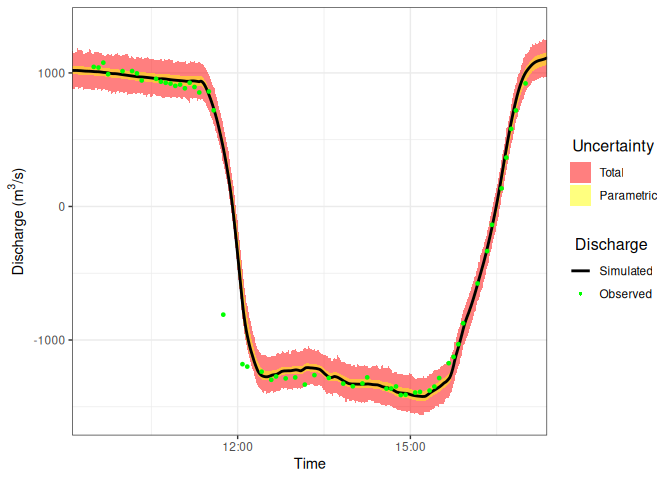 1000
0
-1000
Discharge (m³/s)
12:00
15:00
Time
Uncertainty
Total
Parametric
Discharge
Simulated
Observed